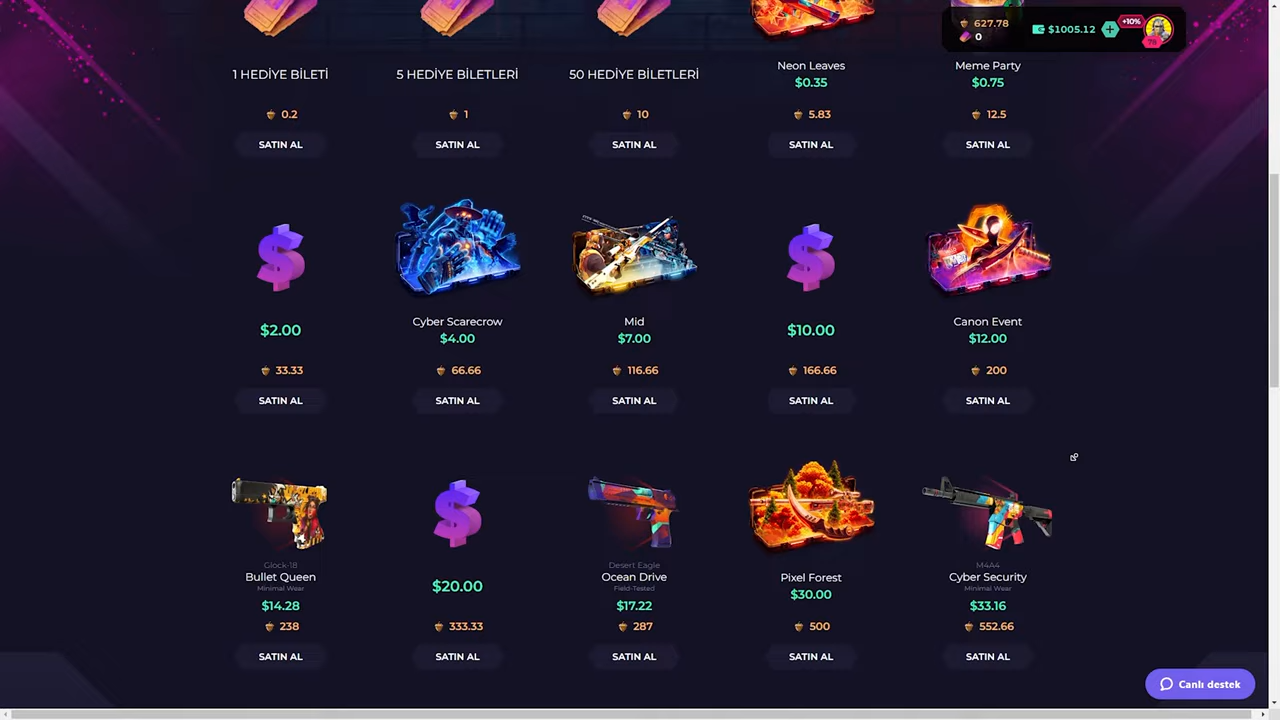 627.78
0
$1005.12
+10%
78
1 HEDİYE BİLETİ
5 HEDİYE BİLETLERİ
50 HEDİYE BİLETLERİ
Neon Leaves
$0.35
Meme Party
$0.75
0.2
1
10
5.83
12.5
SATIN AL
SATIN AL
SATIN AL
SATIN AL
SATIN AL
$2.00
Cyber Scarecrow
$4.00
Mid
$7.00
$10.00
Canon Event
$12.00
33.33
66.66
116.66
166.66
200
SATIN AL
SATIN AL
SATIN AL
SATIN AL
SATIN AL
Glock-18
Bullet Queen
Minimal Wear
$14.28
$20.00
Desert Eagle
Ocean Drive
Field-Tested
$17.22
Pixel Forest
$30.00
M4A4
Cyber Security
Minimal Wear
$33.16
238
333.33
287
500
552.66
SATIN AL
SATIN AL
SATIN AL
SATIN AL
SATIN AL
Canlı destek